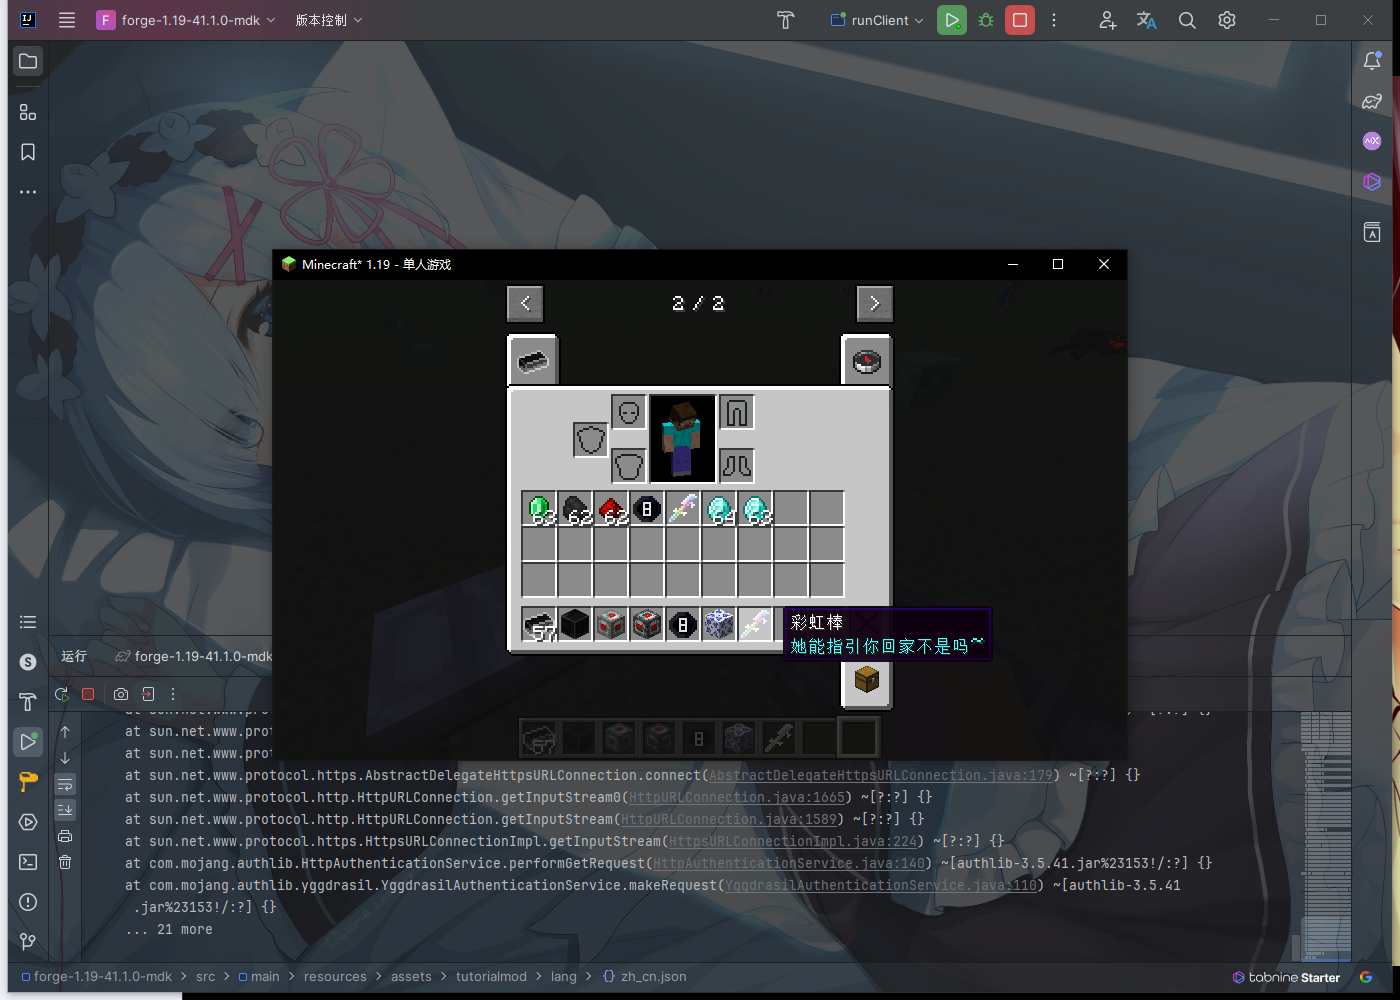 F forge-1.19-41.1.0-mdk 版本控制 runClient
Minecraft* 1.19 - 单人游戏
< 2 / 2 >
63 62 62 8 64 63
57 8
彩虹棒
她能指引你回家不是吗~
57 8
运行 forge-1.19-41.1.0-mdk
at sun.net.www.prot
at sun.net.www.prot
at sun.net.www.prot
at sun.net.www.protocol.https.AbstractDelegateHttpsURLConnection.connect(AbstractDelegateHttpsURLConnection.java:179) ~[?:?] {}
at sun.net.www.protocol.http.HttpURLConnection.getInputStream0(HttpURLConnection.java:1665) ~[?:?] {}
at sun.net.www.protocol.http.HttpURLConnection.getInputStream(HttpURLConnection.java:1589) ~[?:?] {}
at sun.net.www.protocol.https.HttpsURLConnectionImpl.getInputStream(HttpsURLConnectionImpl.java:224) ~[?:?] {}
at com.mojang.authlib.HttpAuthenticationService.performGetRequest(HttpAuthenticationService.java:140) ~[authlib-3.5.41.jar%23153!/:?] {}
at com.mojang.authlib.yggdrasil.YggdrasilAuthenticationService.makeRequest(YggdrasilAuthenticationService.java:110) ~[authlib-3.5.41
.jar%23153!/:?] {}
... 21 more
forge-1.19-41.1.0-mdk > src > main > resources > assets > tutorialmod > lang > {} zh_cn.json
tabnine Starter